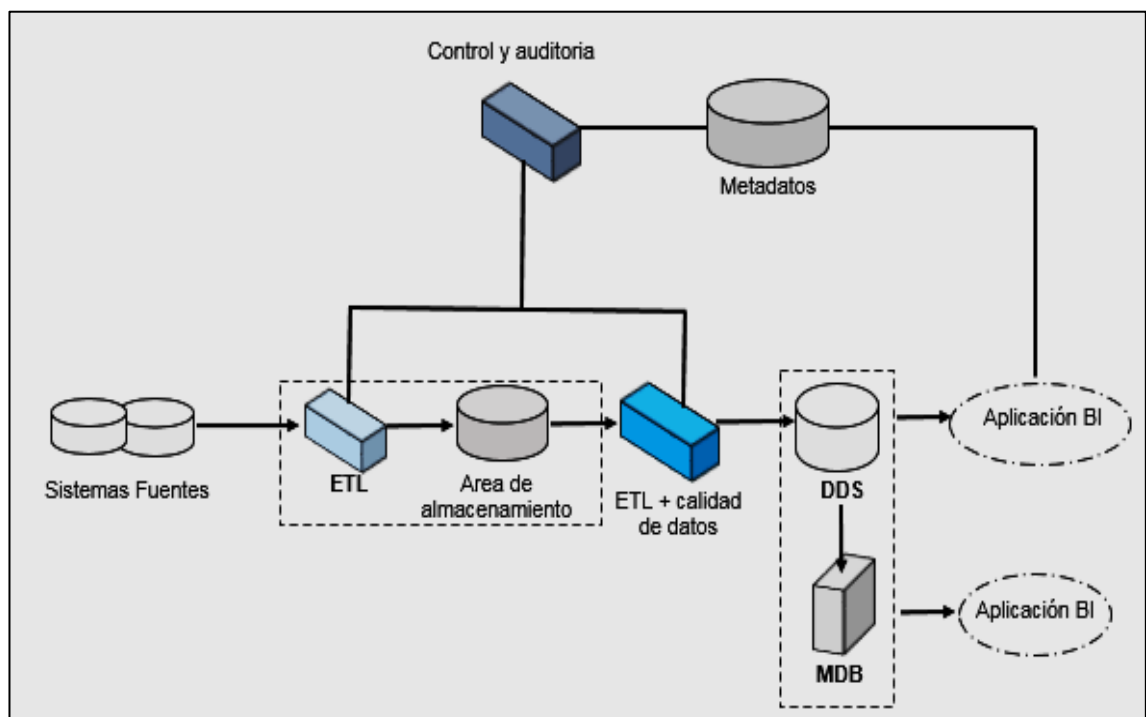 Control y auditoria
Metadatos
Sistemas Fuentes
ETL
Area de
almacenamiento
ETL + calidad
de datos
DDS
Aplicación BI
MDB
Aplicación BI